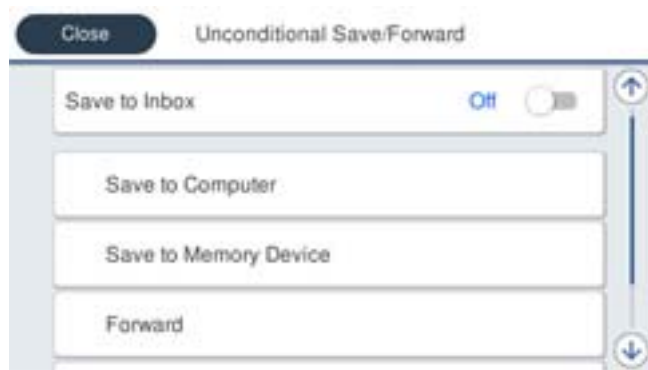 Close
Unconditional Save/Forward
Save to Inbox Off
Save to Computer
Save to Memory Device
Forward